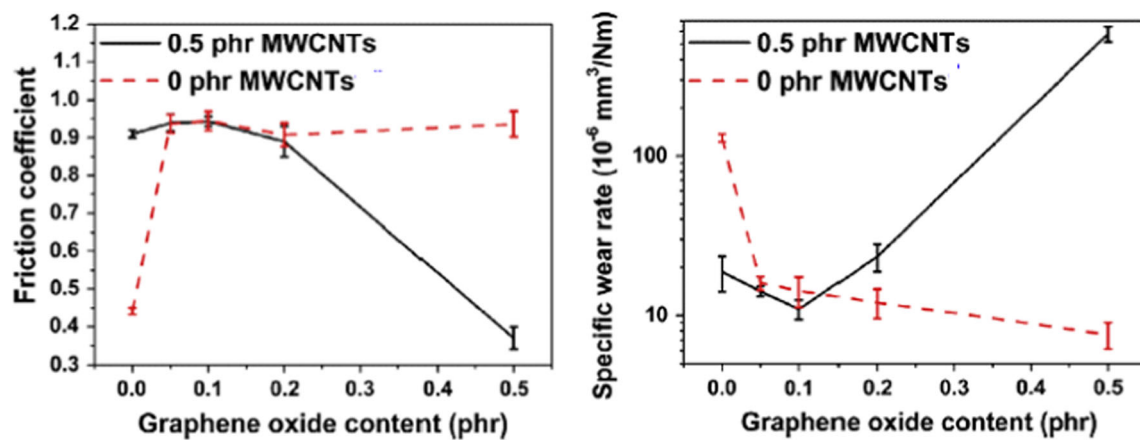 Friction coefficient
1.2
1.1
1.0
0.9
0.8
0.7
0.6
0.5
0.4
0.3
0.5 phr MWCNTs
0 phr MWCNTs
0.0 0.1 0.2 0.3 0.4 0.5
Graphene oxide content (phr)
Specific wear rate (10⁻⁶ mm³/Nm)
100
10
0.5 phr MWCNTs
0 phr MWCNTs
0.0 0.1 0.2 0.3 0.4 0.5
Graphene oxide content (phr)